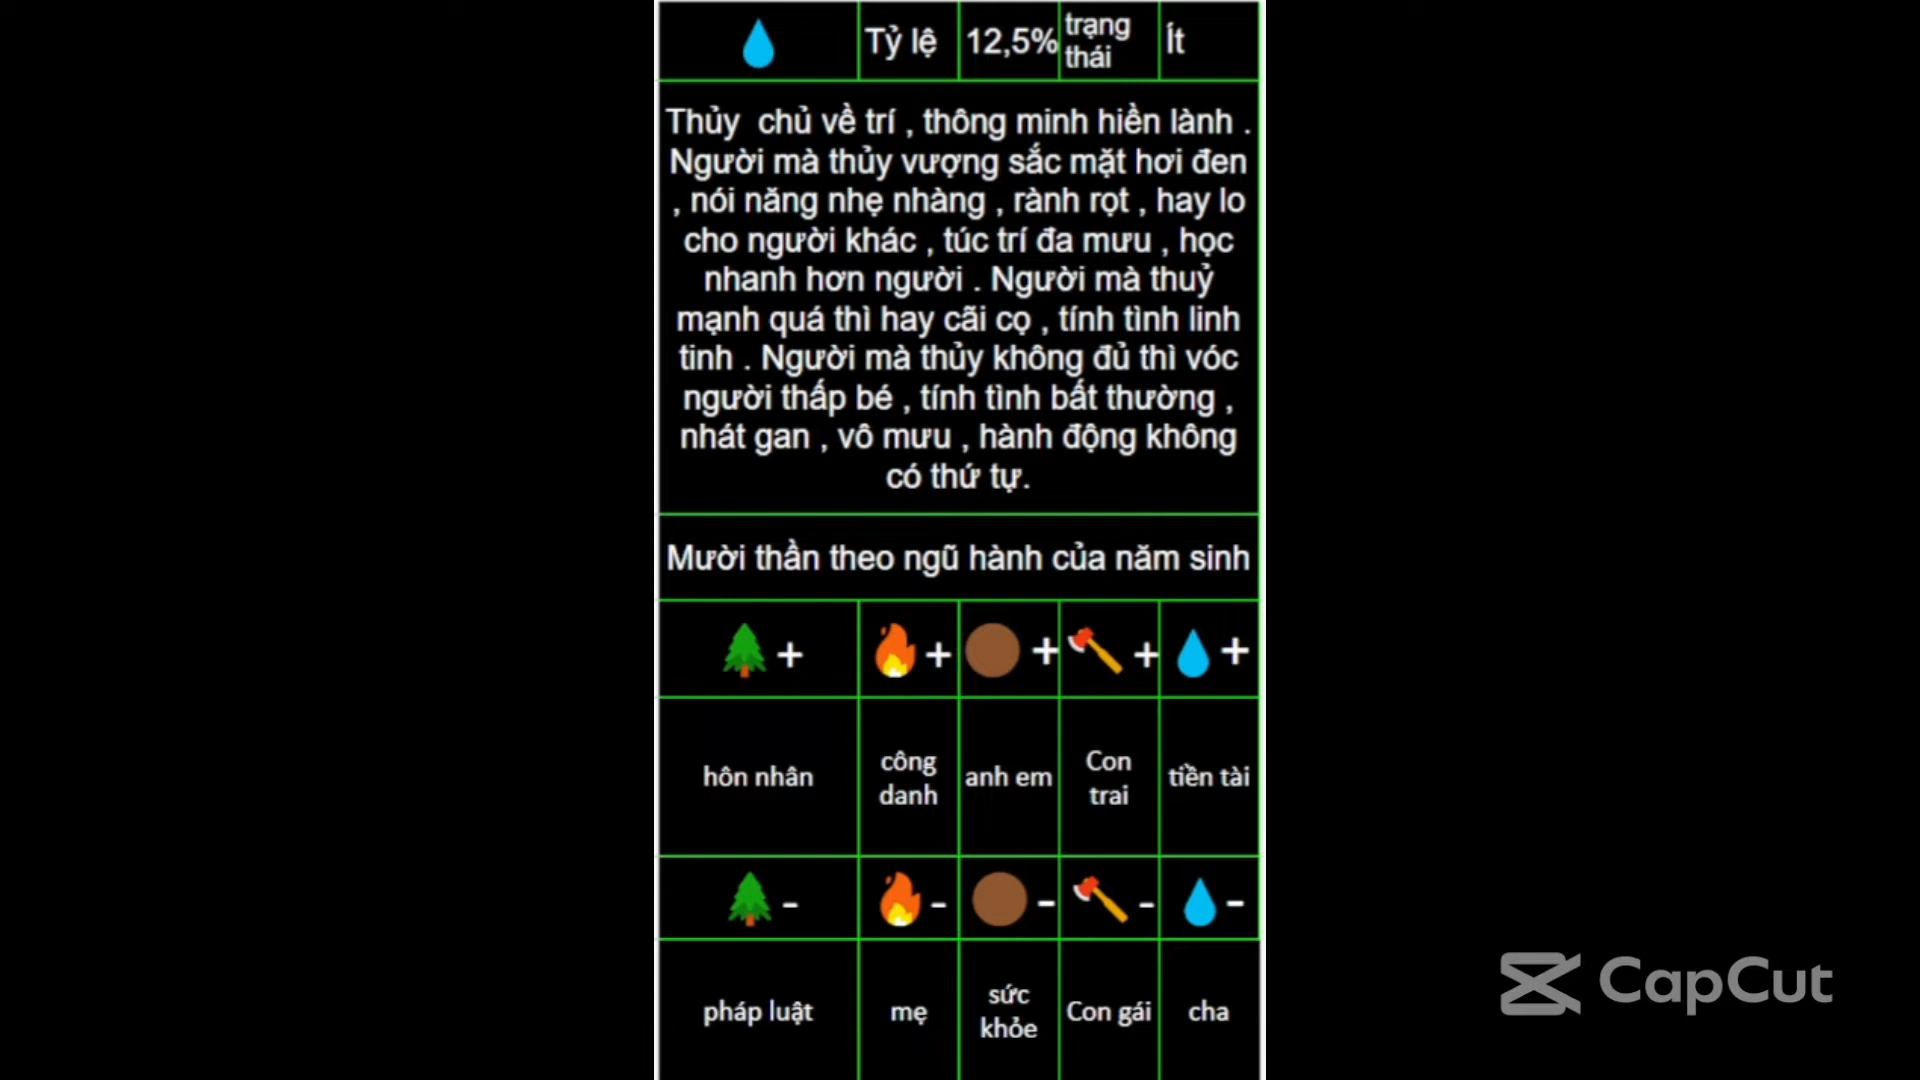 Tỷ lệ 12,5% trạng thái Ít
Thủy chủ về trí , thông minh hiền lành .
Người mà thủy vượng sắc mặt hơi đen
, nói năng nhẹ nhàng , rành rọt , hay lo
cho người khác , túc trí đa mưu , học
nhanh hơn người . Người mà thuỷ
mạnh quá thì hay cãi cọ , tính tình linh
tinh . Người mà thủy không đủ thì vóc
người thấp bé , tính tình bất thường ,
nhát gan , vô mưu , hành động không
có thứ tự.
Mười thần theo ngũ hành của năm sinh
+ + + + +
hôn nhân công danh anh em Con trai tiền tài
- - - - -
pháp luật mẹ sức khỏe Con gái cha
CapCut